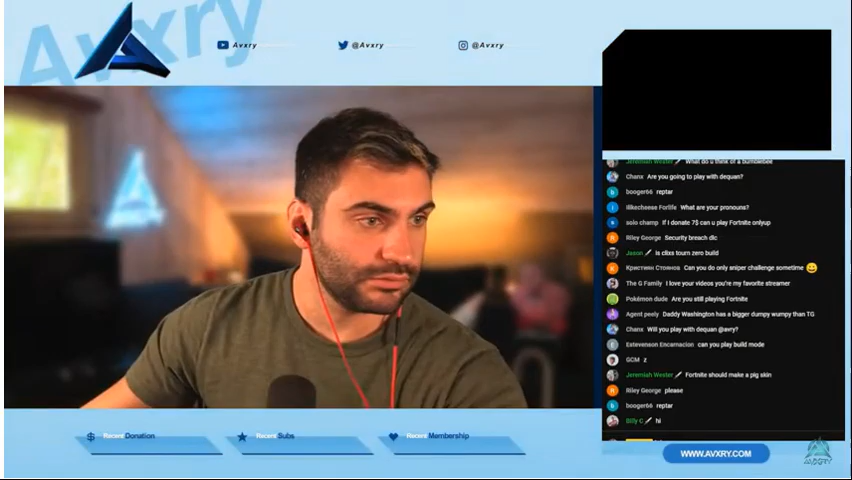 Avxry
Avxry
@Avxry
@Avxry
Jeremiah Wester What do u think of a bumblebee
Chanx Are you going to play with dequan?
booger66 reptar
ilikecheese Forlife What are your pronouns?
solo champ If I donate 7$ can u play Fortnite onlyup
Riley George Security breach dlc
Jason is clixs tourn zero build
Кристиян Стоянов Can you do only sniper challenge sometime 😀
The G Family I love your videos you're my favorite streamer
Pokémon dude Are you still playing Fortnite
Agent peely Daddy Washington has a bigger dumpy wumpy than TG
Chanx Will you play with dequan @avry?
Estevenson Encarnacion can you play build mode
GCM z
Jeremiah Wester Fortnite should make a pig skin
Riley George please
booger66 reptar
Billy C hi
Recent Donation
Recent Subs
Recent Membership
WWW.AVXRY.COM
AVXRY